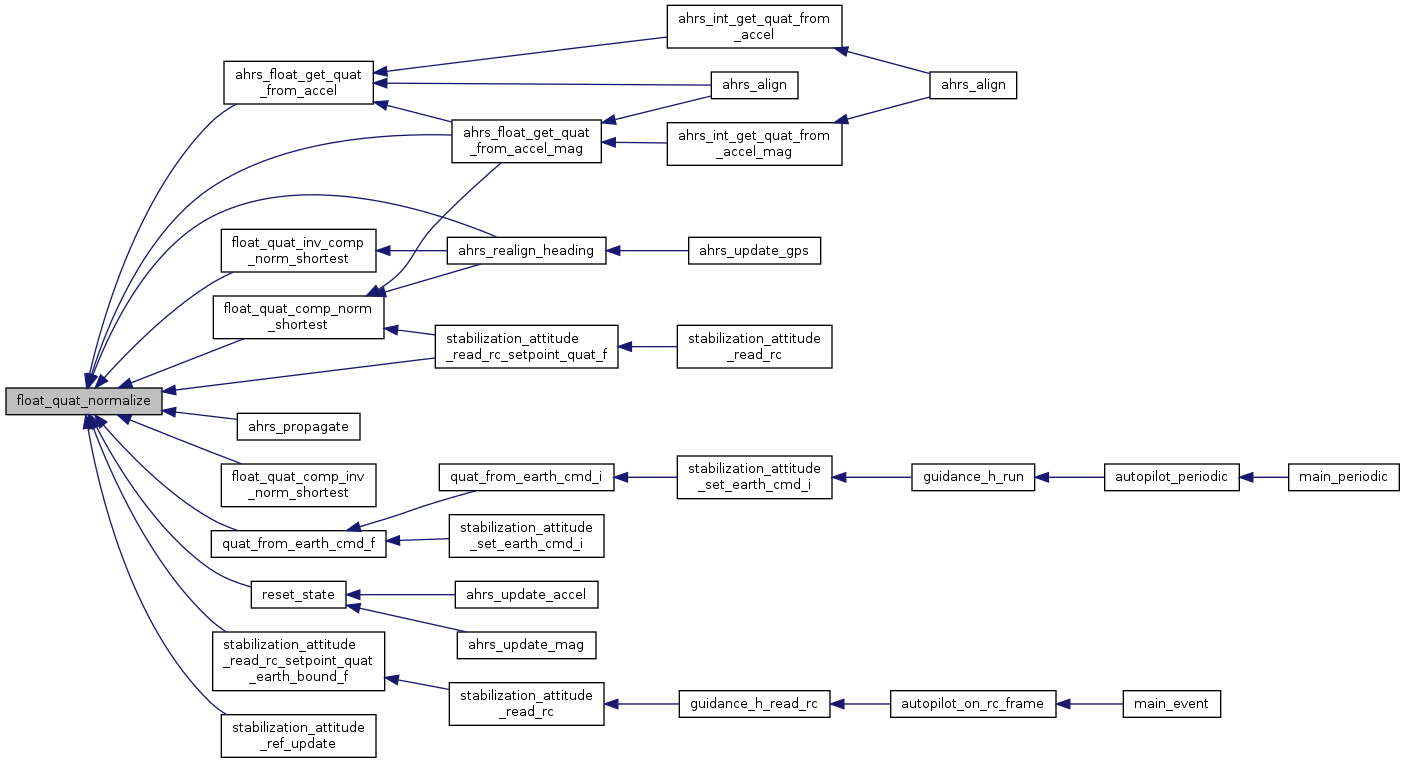 ahrs_int_get_quat_from
_accel
ahrs_float_get_quat
_from_accel
ahrs_align
ahrs_align
ahrs_float_get_quat
_from_accel_mag
ahrs_int_get_quat_from
_accel_mag
float_quat_inv_comp
_norm_shortest
ahrs_realign_heading
ahrs_update_gps
float_quat_comp_norm
_shortest
stabilization_attitude
_read_rc_setpoint_quat_f
stabilization_attitude
_read_rc
float_quat_normalize
ahrs_propagate
float_quat_comp_inv
_norm_shortest
quat_from_earth_cmd_i
stabilization_attitude
_set_earth_cmd_i
guidance_h_run
autopilot_periodic
main_periodic
quat_from_earth_cmd_f
stabilization_attitude
_set_earth_cmd_i
reset_state
ahrs_update_accel
ahrs_update_mag
stabilization_attitude
_read_rc_setpoint_quat
_earth_bound_f
stabilization_attitude
_read_rc
guidance_h_read_rc
autopilot_on_rc_frame
main_event
stabilization_attitude
_ref_update